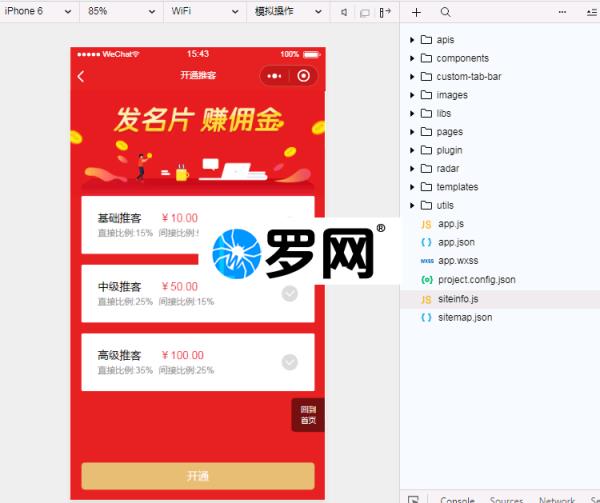 iPhone 6
85%
WiFi
模拟操作
WeChat
15:43
100%
开通推客
发名片 赚佣金
基础推客 ¥10.00
直接比例:15% 间接比例:
中级推客 ¥50.00
直接比例:25% 间接比例:15%
高级推客 ¥100.00
直接比例:35% 间接比例:25%
回到
首页
开通
罗网®
apis
components
custom-tab-bar
images
libs
pages
plugin
radar
templates
utils
JS app.js
{ } app.json
WXSS app.wxss
{o} project.config.json
JS siteinfo.js
{ } sitemap.json
Console Sources Network